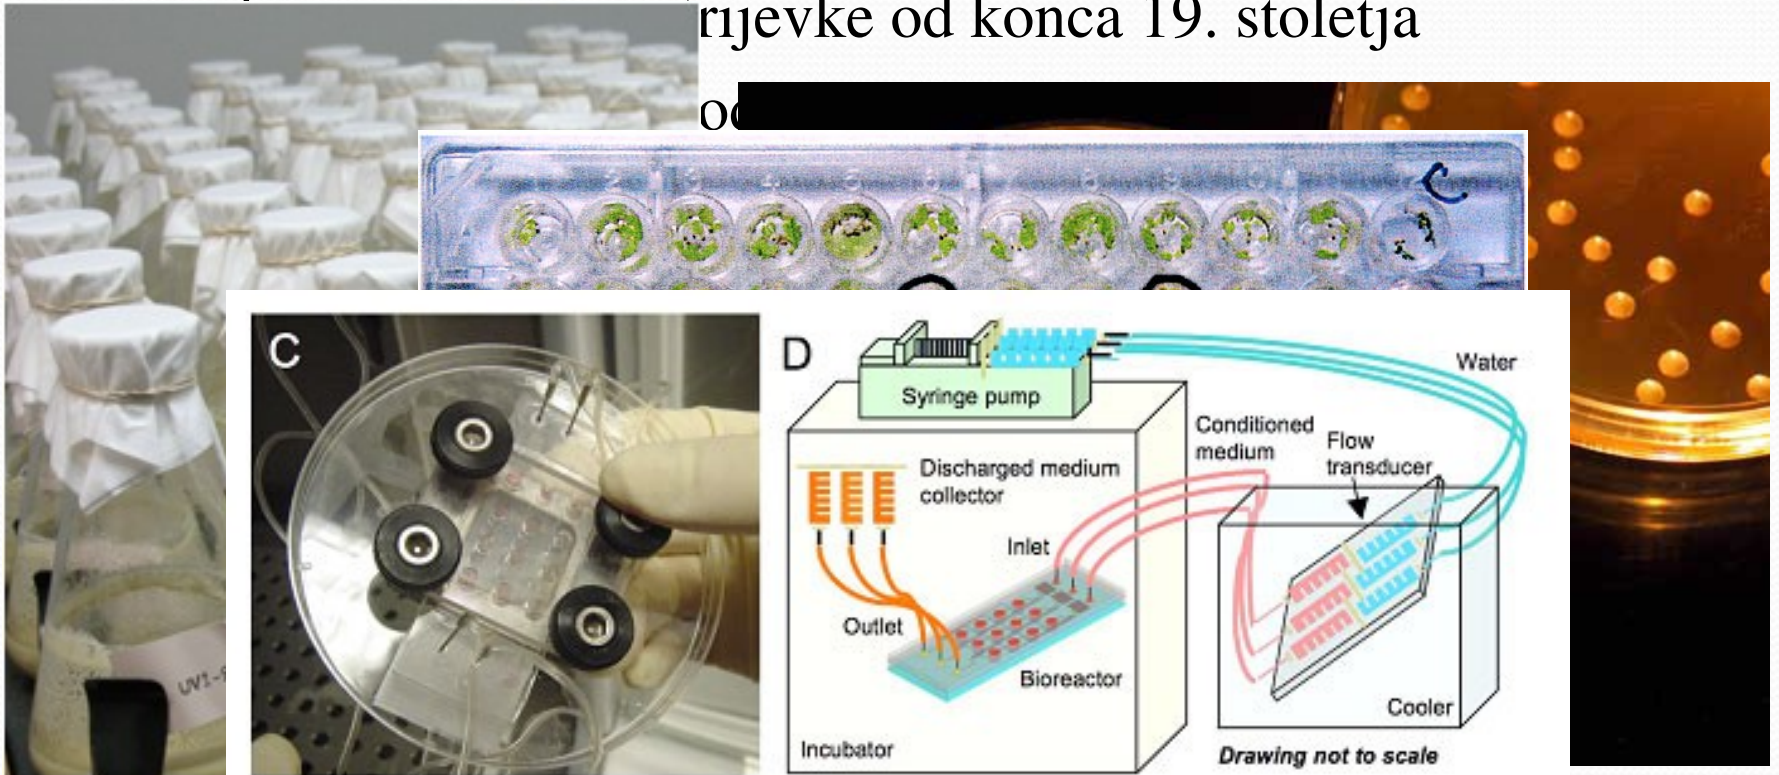 rijevke od konca 19. stoletja
C
C
D
Syringe pump
Water
Conditioned
medium
Flow
transducer
Discharged medium
collector
Inlet
Outlet
Bioreactor
Incubator
Cooler
Drawing not to scale